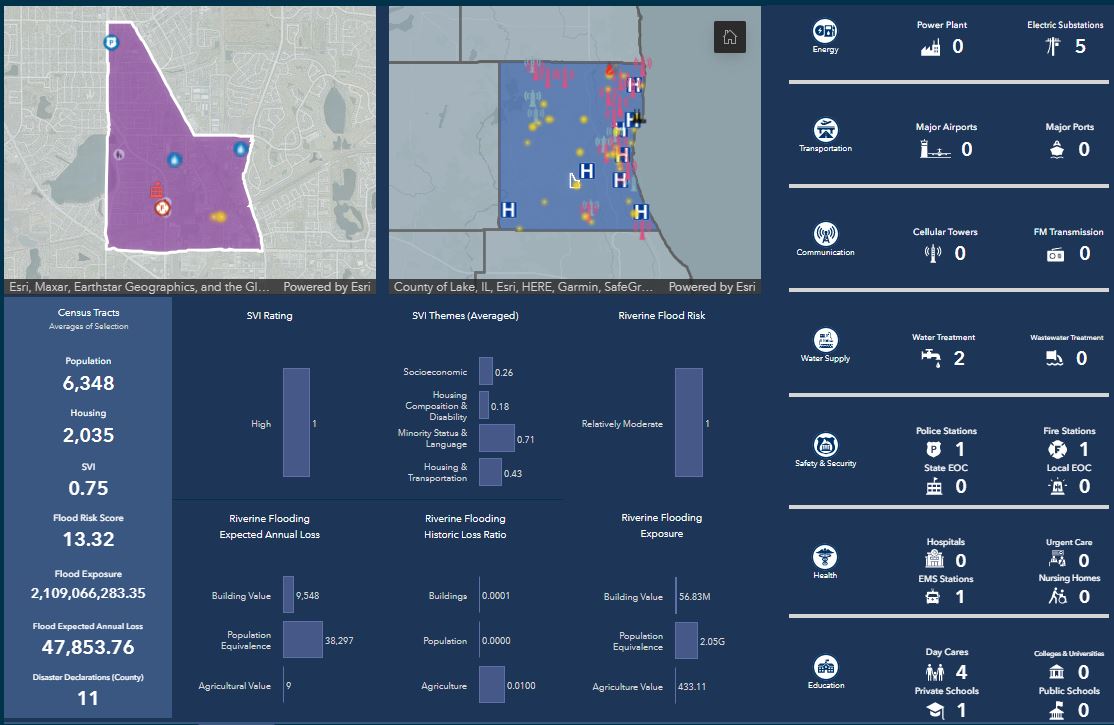 Esri, Maxar, Earthstar Geographics, and the GI... Powered by Esri
H
H
H
H
H
H
H
H
County of Lake, IL, Esri, HERE, Garmin, SafeGr... Powered by Esri
Census Tracts
Averages of Selection
Population
6,348
Housing
2,035
SVI
0.75
Flood Risk Score
13.32
Flood Exposure
2,109,066,283.35
Flood Expected Annual Loss
47,853.76
Disaster Declarations (County)
11
SVI Rating
High 1
SVI Themes (Averaged)
Socioeconomic 0.26
Housing
Composition & 0.18
Disability
Minority Status & 0.71
Language
Housing & 0.43
Transportation
Riverine Flood Risk
Relatively Moderate 1
Riverine Flooding
Expected Annual Loss
Building Value 9,548
Population 38,297
Equivalence
Agricultural Value 9
Riverine Flooding
Historic Loss Ratio
Buildings 0.0001
Population 0.0000
Agriculture 0.0100
Riverine Flooding
Exposure
Building Value 56.83M
Population 2.05G
Equivalence
Agriculture Value 433.11
Energy
Power Plant
0
Electric Substations
5
Transportation
Major Airports
0
Major Ports
0
Communication
Cellular Towers
0
FM Transmission
0
Water Supply
Water Treatment
2
Wastewater Treatment
0
Safety & Security
Police Stations
P 1
Fire Stations
F 1
State EOC
0
Local EOC
0
Health
Hospitals
0
Urgent Care
0
EMS Stations
1
Nursing Homes
0
Education
Day Cares
4
Colleges & Universities
0
Private Schools
1
Public Schools
0